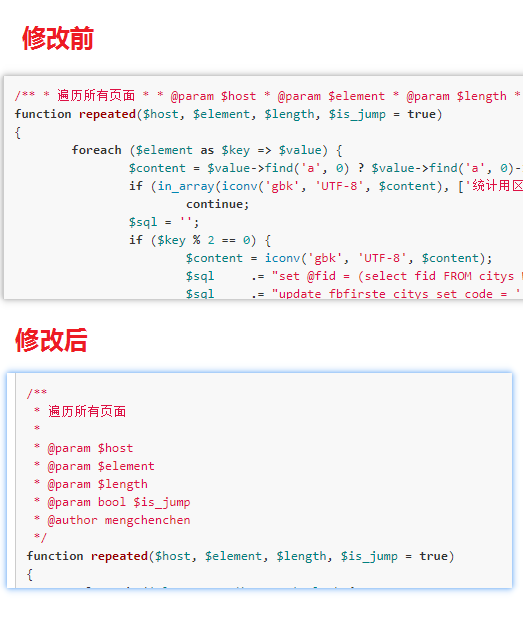 修改前
/** * 遍历所有页面 * * @param $host * @param $element * @param $length *
function repeated($host, $element, $length, $is_jump = true)
{
foreach ($element as $key => $value) {
$content = $value->find('a', 0) ? $value->find('a', 0)-
if (in_array(iconv('gbk', 'UTF-8', $content), ['统计用区
continue;
$sql = '';
if ($key % 2 == 0) {
$content = iconv('gbk', 'UTF-8', $content);
$sql .= "set @fid = (select fid FROM citys
$sql .= "update fbfirste_citys set code = '
修改后
/**
* 遍历所有页面
*
* @param $host
* @param $element
* @param $length
* @param bool $is_jump
* @author mengchenchen
*/
function repeated($host, $element, $length, $is_jump = true)
{